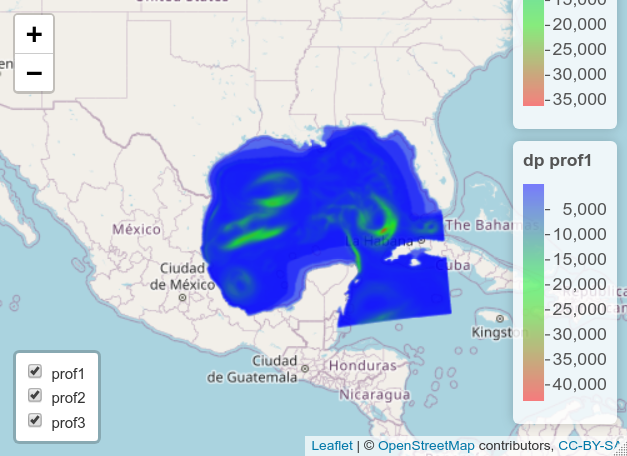 United States
+
−
15,000
20,000
25,000
30,000
35,000
dp prof1
5,000
10,000
15,000
20,000
25,000
30,000
35,000
40,000
México
Ciudad
de México
La Habana
The Bahamas
Cuba
Kingston
Ciudad
de Guatemala
Honduras
Nicaragua
prof1
prof2
prof3
Leaflet | © OpenStreetMap contributors, CC-BY-SA